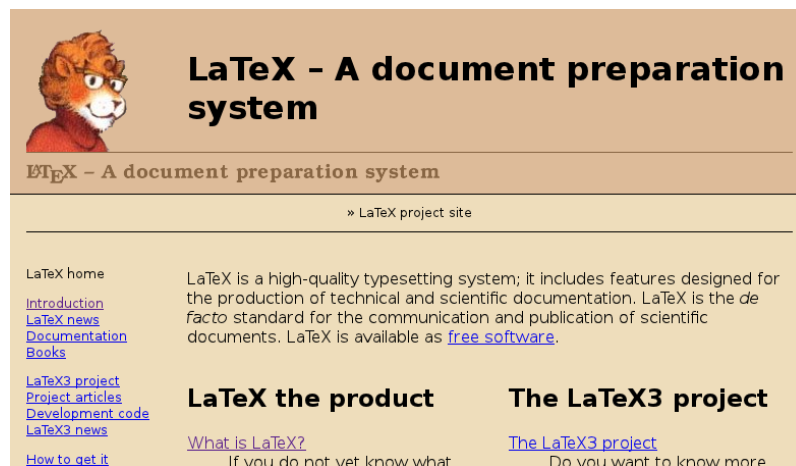 LaTeX – A document preparation
system
LATEX – A document preparation system
» LaTeX project site
LaTeX home
Introduction
LaTeX news
Documentation
Books
LaTeX3 project
Project articles
Development code
LaTeX3 news
How to get it
LaTeX is a high-quality typesetting system; it includes features designed for
the production of technical and scientific documentation. LaTeX is the de
facto standard for the communication and publication of scientific
documents. LaTeX is available as free software.
LaTeX the product
What is LaTeX?
If you do not yet know what
The LaTeX3 project
The LaTeX3 project
Do you want to know more